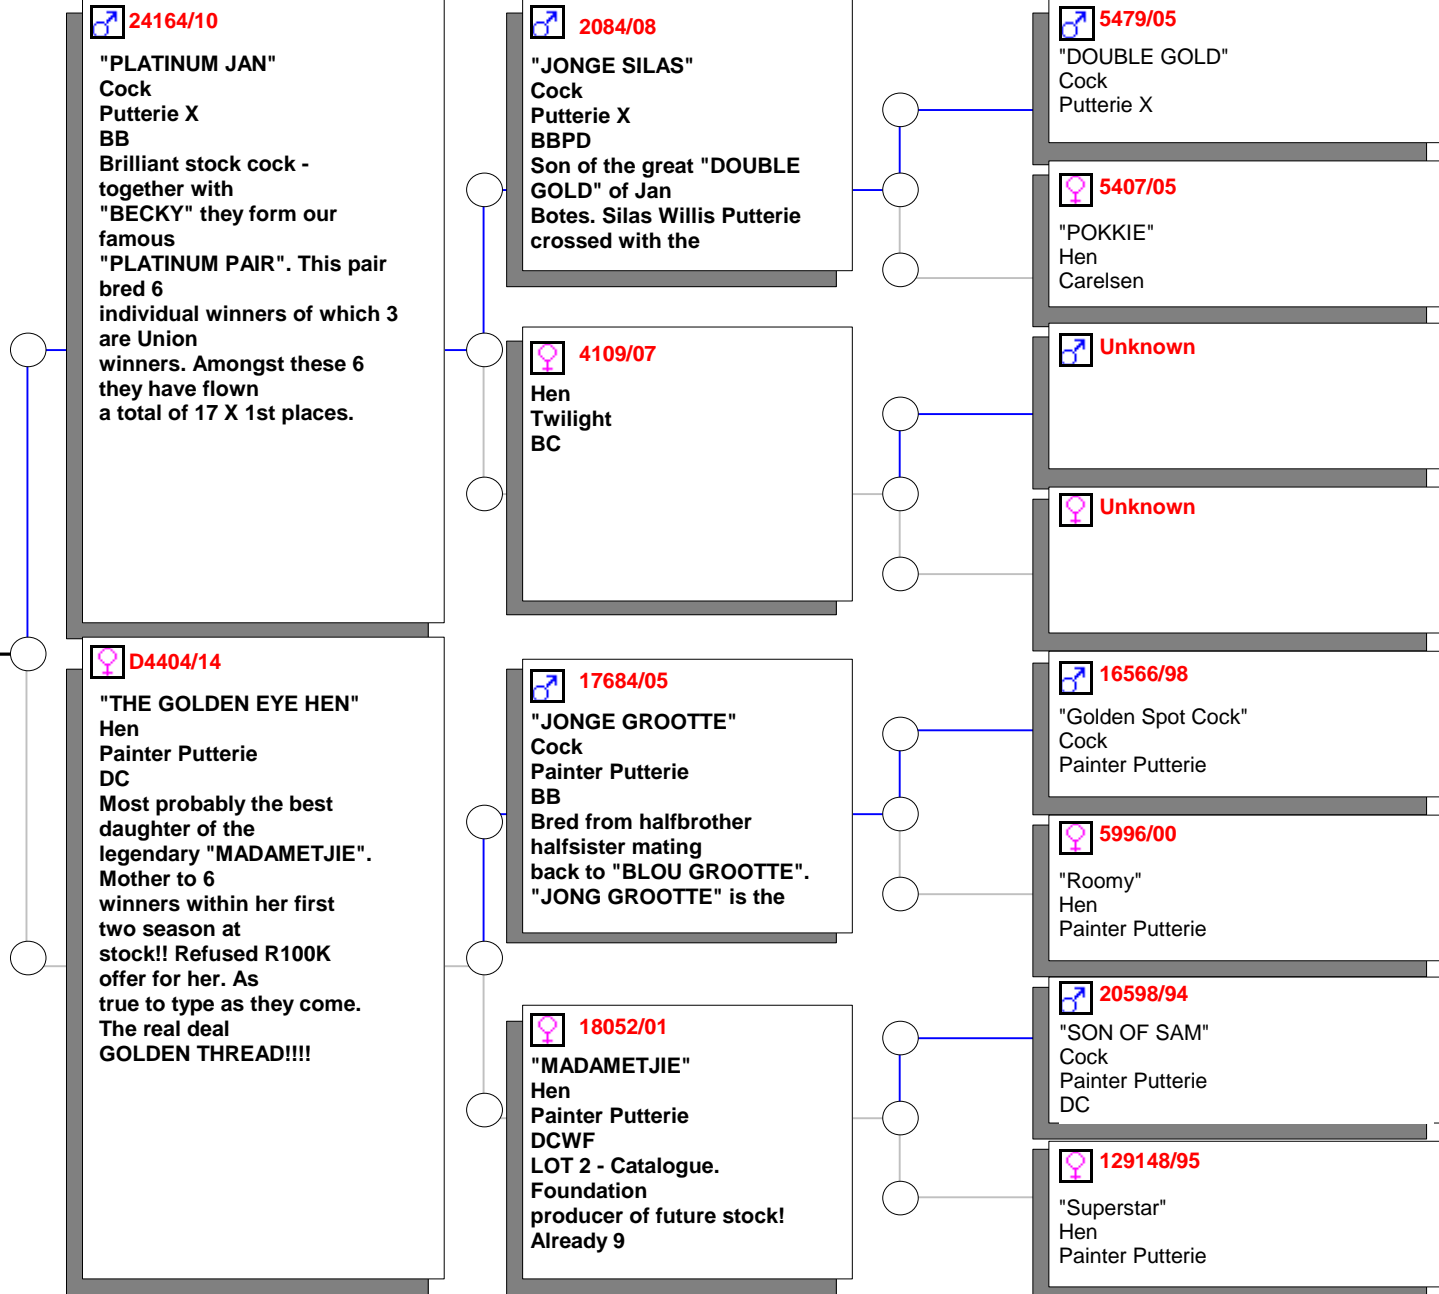 24164/10
"PLATINUM JAN"
Cock
Putterie X
BB
Brilliant stock cock -
together with
"BECKY" they form our
famous
"PLATINUM PAIR". This pair
bred 6
individual winners of which 3
are Union
winners. Amongst these 6
they have flown
a total of 17 X 1st places.
D4404/14
"THE GOLDEN EYE HEN"
Hen
Painter Putterie
DC
Most probably the best
daughter of the
legendary "MADAMETJIE".
Mother to 6
winners within her first
two season at
stock!! Refused R100K
offer for her. As
true to type as they come.
The real deal
GOLDEN THREAD!!!!
2084/08
"JONGE SILAS"
Cock
Putterie X
BBPD
Son of the great "DOUBLE
GOLD" of Jan
Botes. Silas Willis Putterie
crossed with the
4109/07
Hen
Twilight
BC
17684/05
"JONGE GROOTTE"
Cock
Painter Putterie
BB
Bred from halfbrother
halfsister mating
back to "BLOU GROOTTE".
"JONG GROOTTE" is the
18052/01
"MADAMETJIE"
Hen
Painter Putterie
DCWF
LOT 2 - Catalogue.
Foundation
producer of future stock!
Already 9
5479/05
"DOUBLE GOLD"
Cock
Putterie X
5407/05
"POKKIE"
Hen
Carelsen
Unknown
Unknown
16566/98
"Golden Spot Cock"
Cock
Painter Putterie
5996/00
"Roomy"
Hen
Painter Putterie
20598/94
"SON OF SAM"
Cock
Painter Putterie
DC
129148/95
"Superstar"
Hen
Painter Putterie